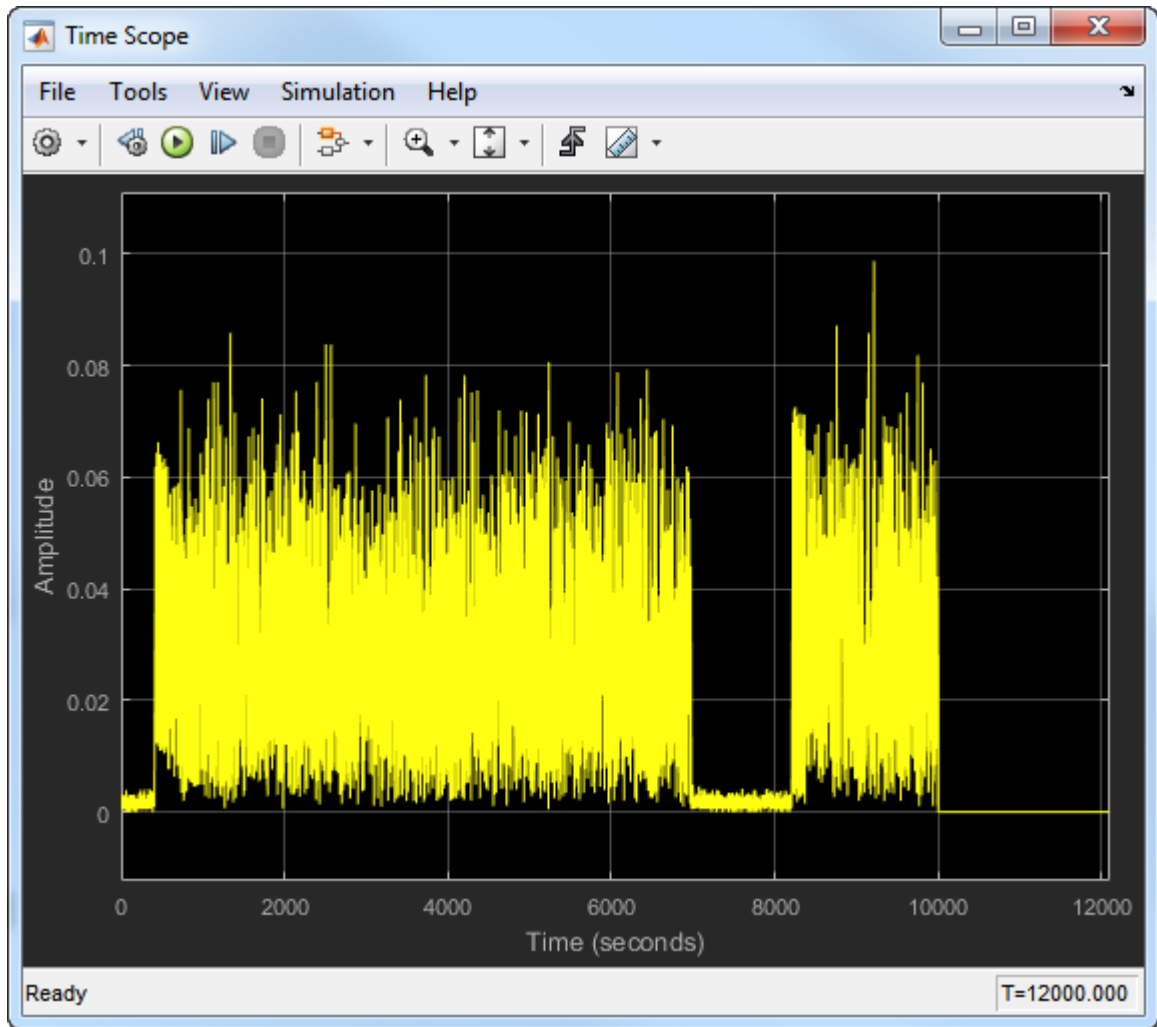 Time Scope
File Tools View Simulation Help
0.1
0.08
0.06
0.04
0.02
0
Amplitude
0 2000 4000 6000 8000 10000 12000
Time (seconds)
Ready T=12000.000